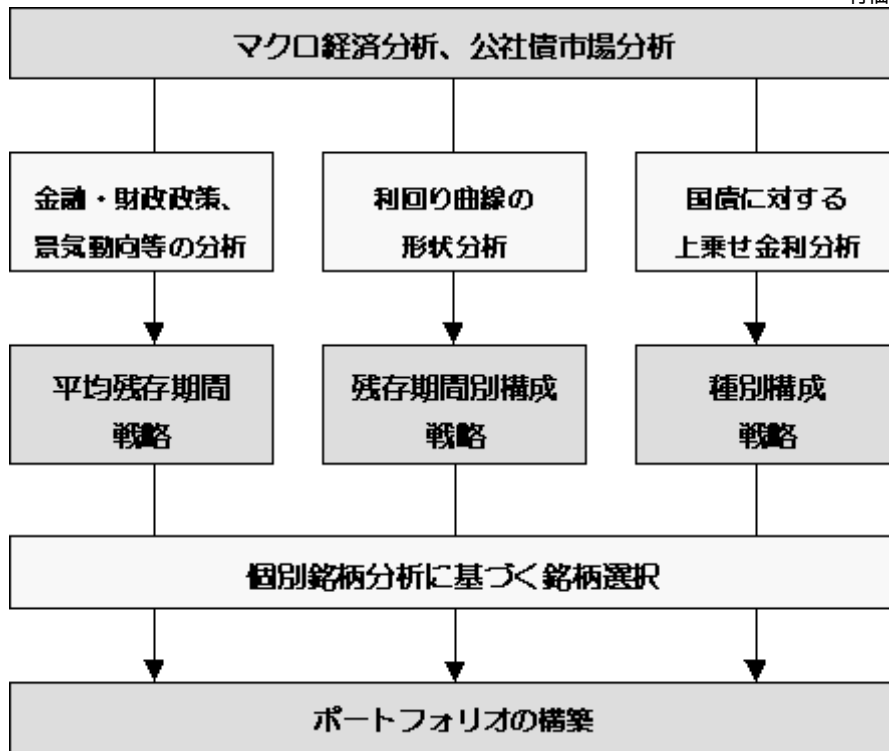 マクロ経済分析、公社債市場分析
金融・財政政策、
景気動向等の分析
利回り曲線の
形状分析
国債に対する
上乗せ金利分析
平均残存期間
戦略
残存期間別構成
戦略
種別構成
戦略
個別銘柄分析に基づく銘柄選択
ポートフォリオの構築